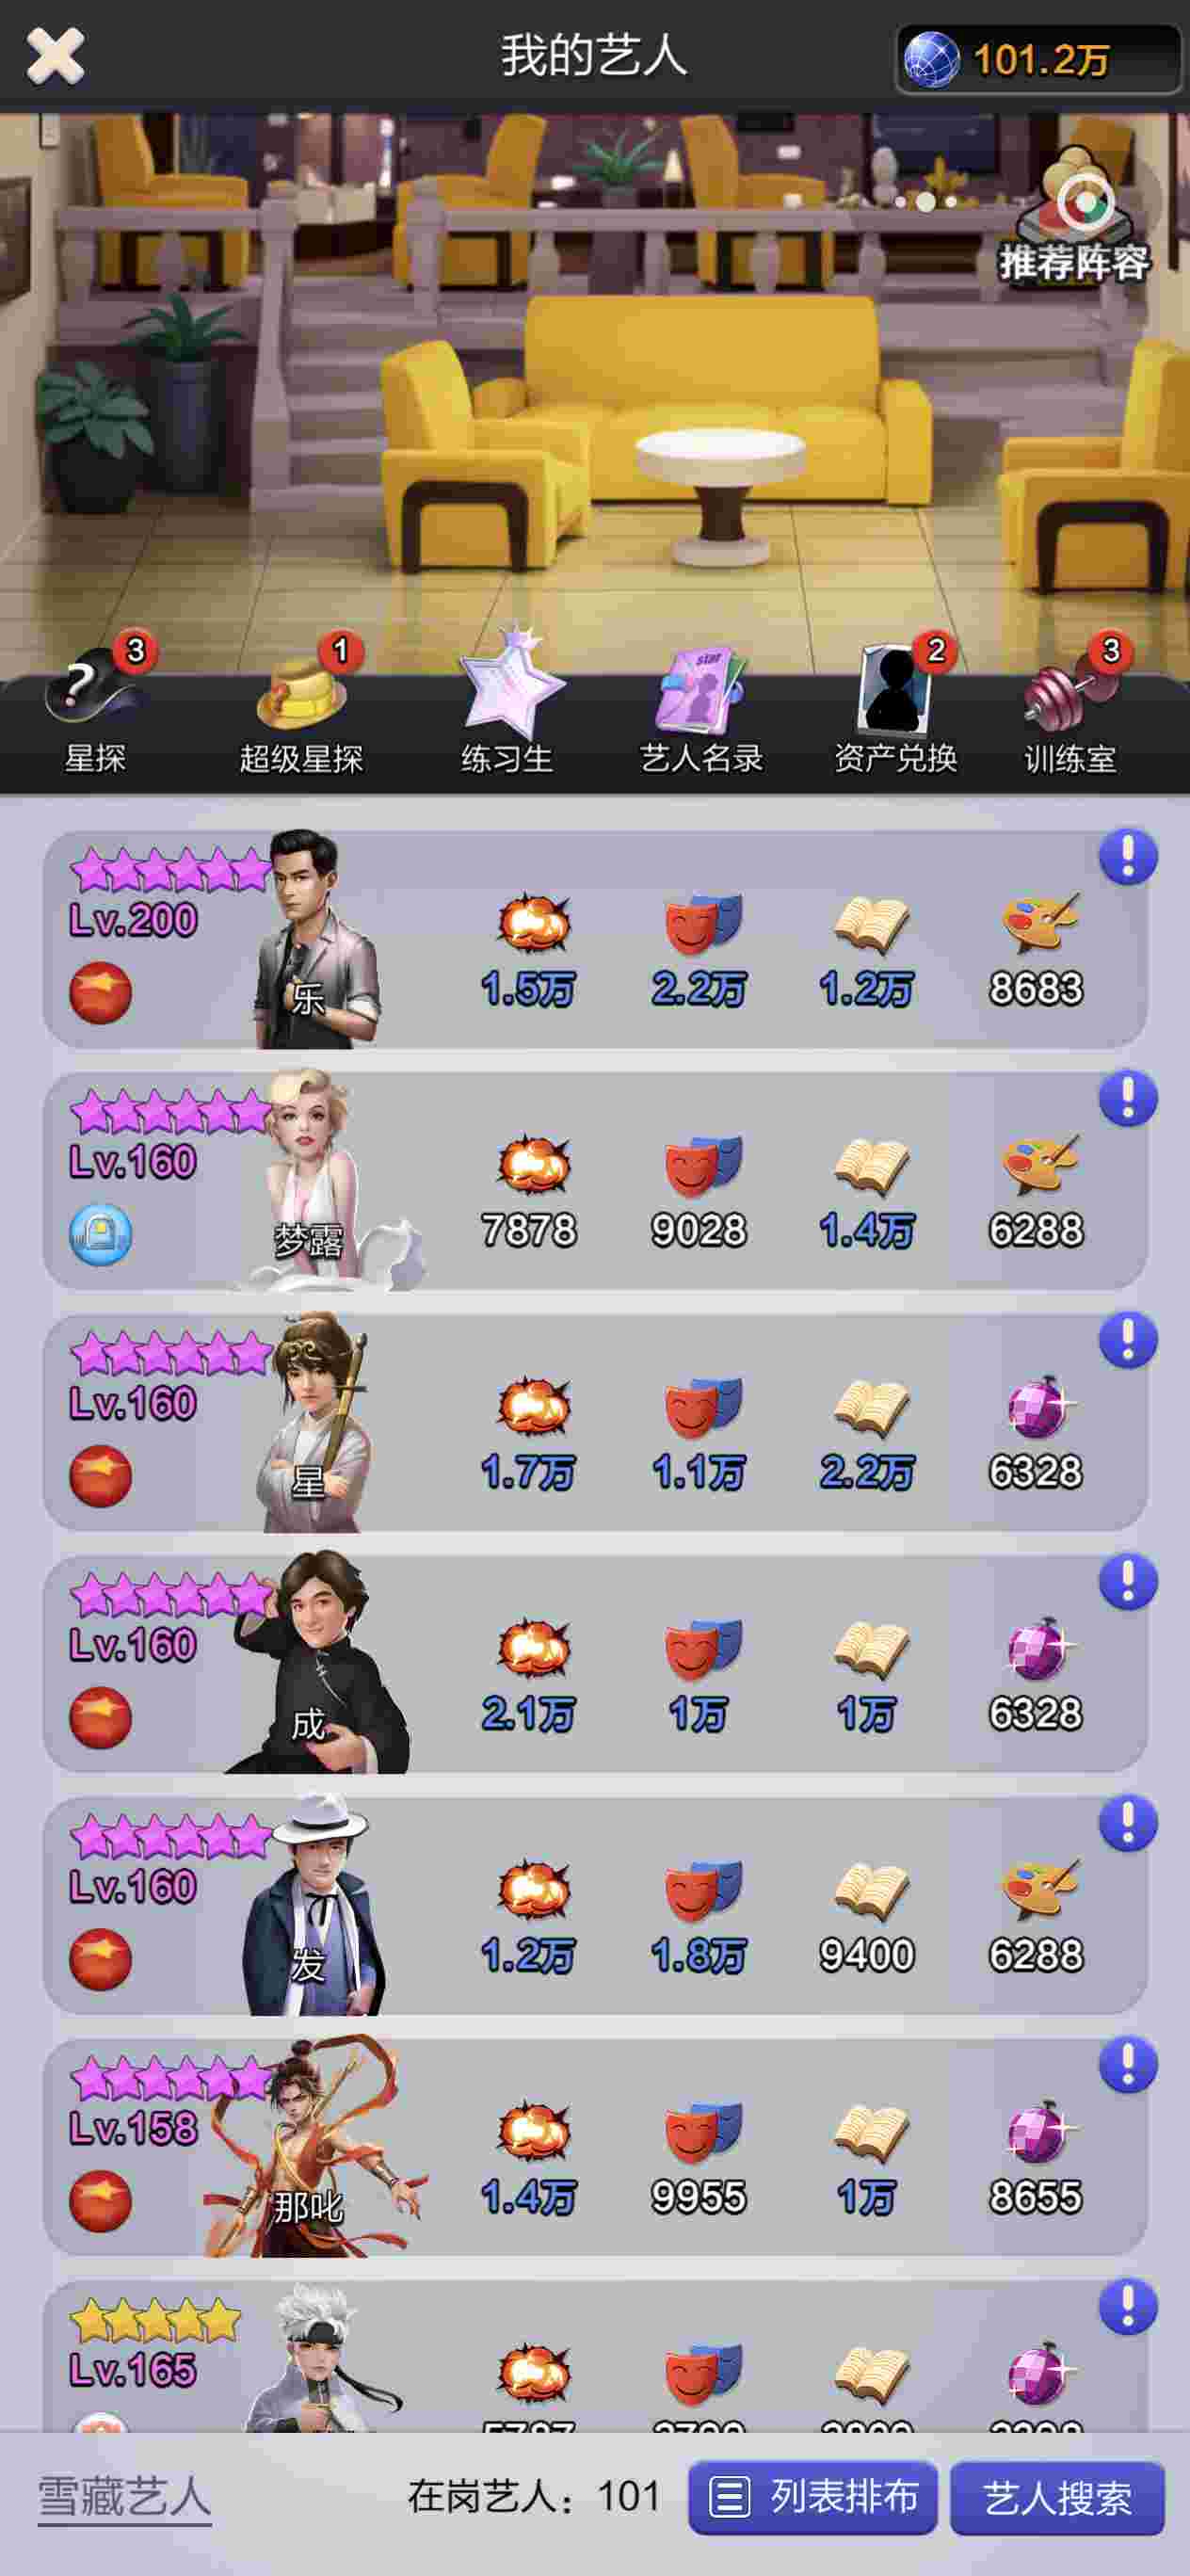 我的艺人
101.2万
推荐阵容
3
1
2
3
star
星探
超级星探
练习生
艺人名录
资产兑换
训练室
Lv.200
乐
1.5万
2.2万
1.2万
8683
Lv.160
梦露
7878
9028
1.4万
6288
Lv.160
星
1.7万
1.1万
2.2万
6328
Lv.160
成
2.1万
1万
1万
6328
Lv.160
发
1.2万
1.8万
9400
6288
Lv.158
那叱
1.4万
9955
1万
8655
Lv.165
雪藏艺人
在岗艺人：101
列表排布
艺人搜索